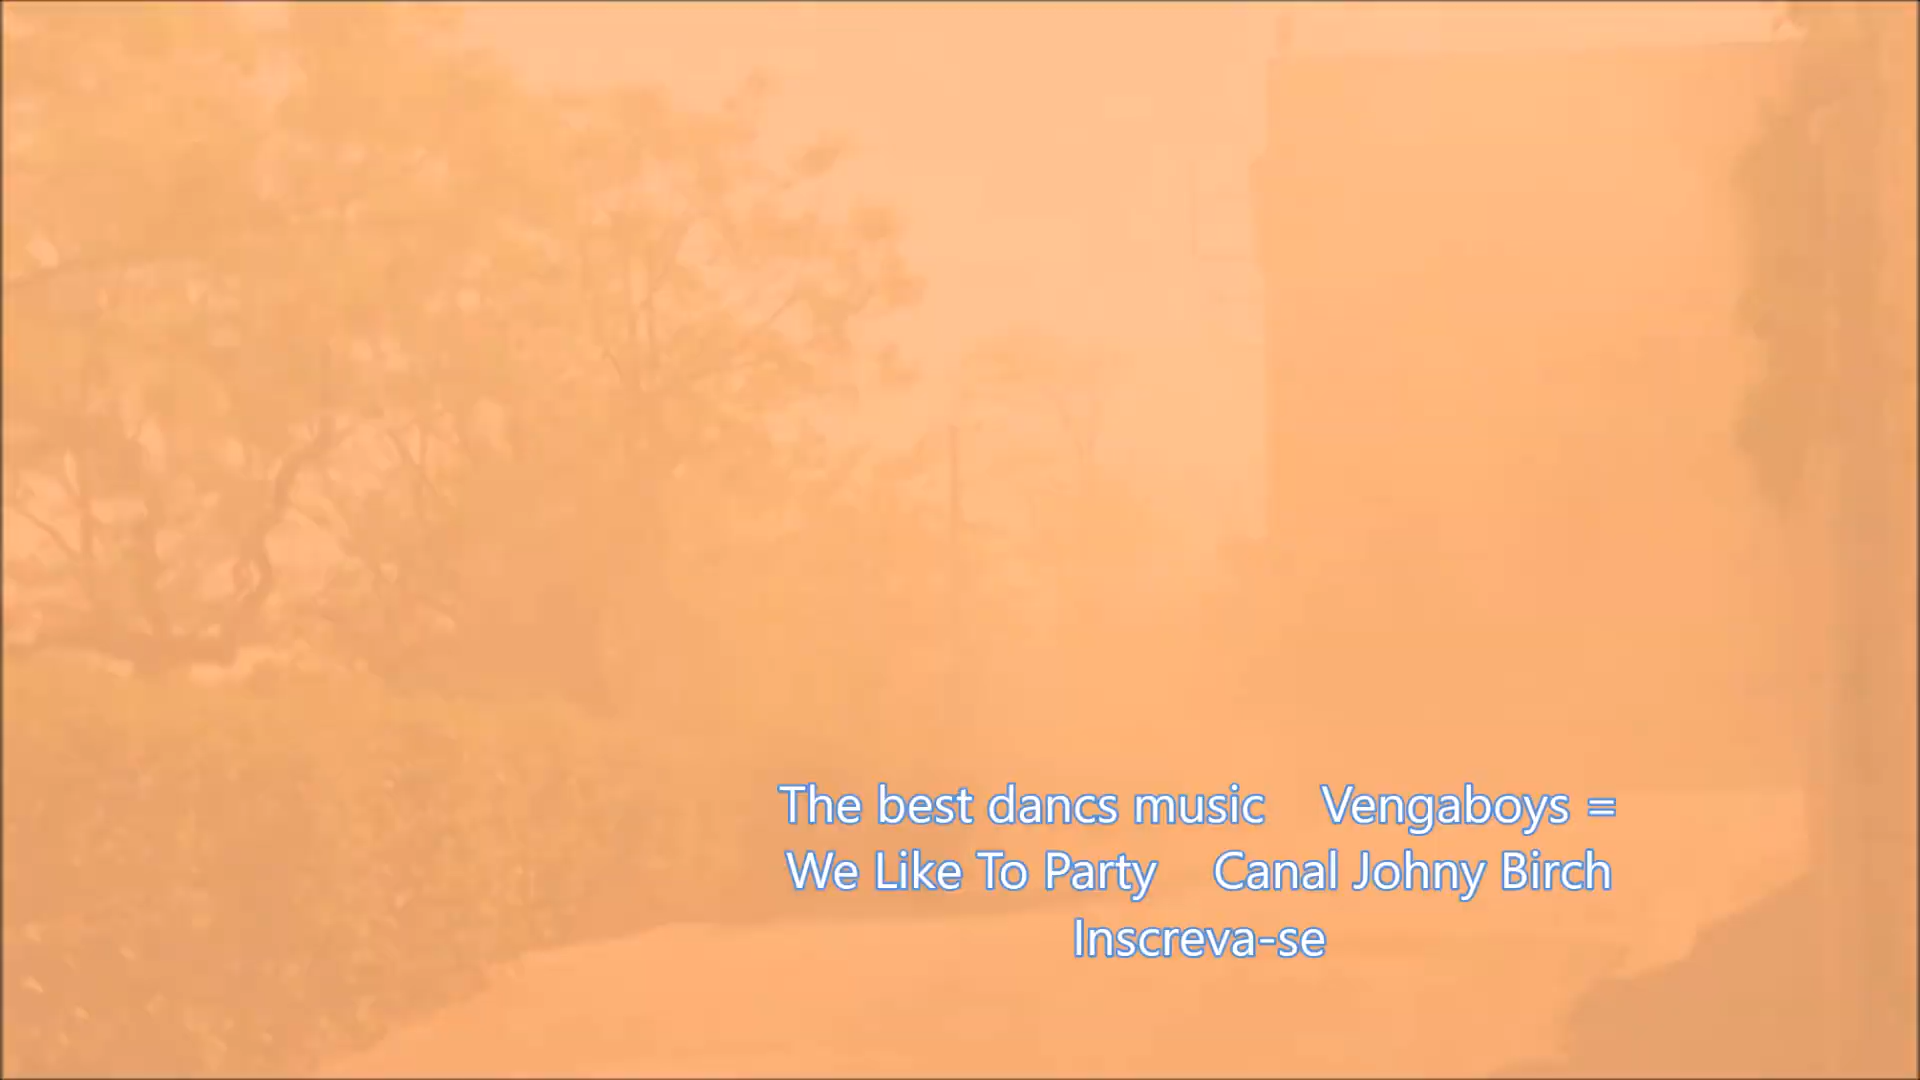 The best dancs music    Vengaboys =
We Like To Party    Canal Johny Birch
Inscreva-se